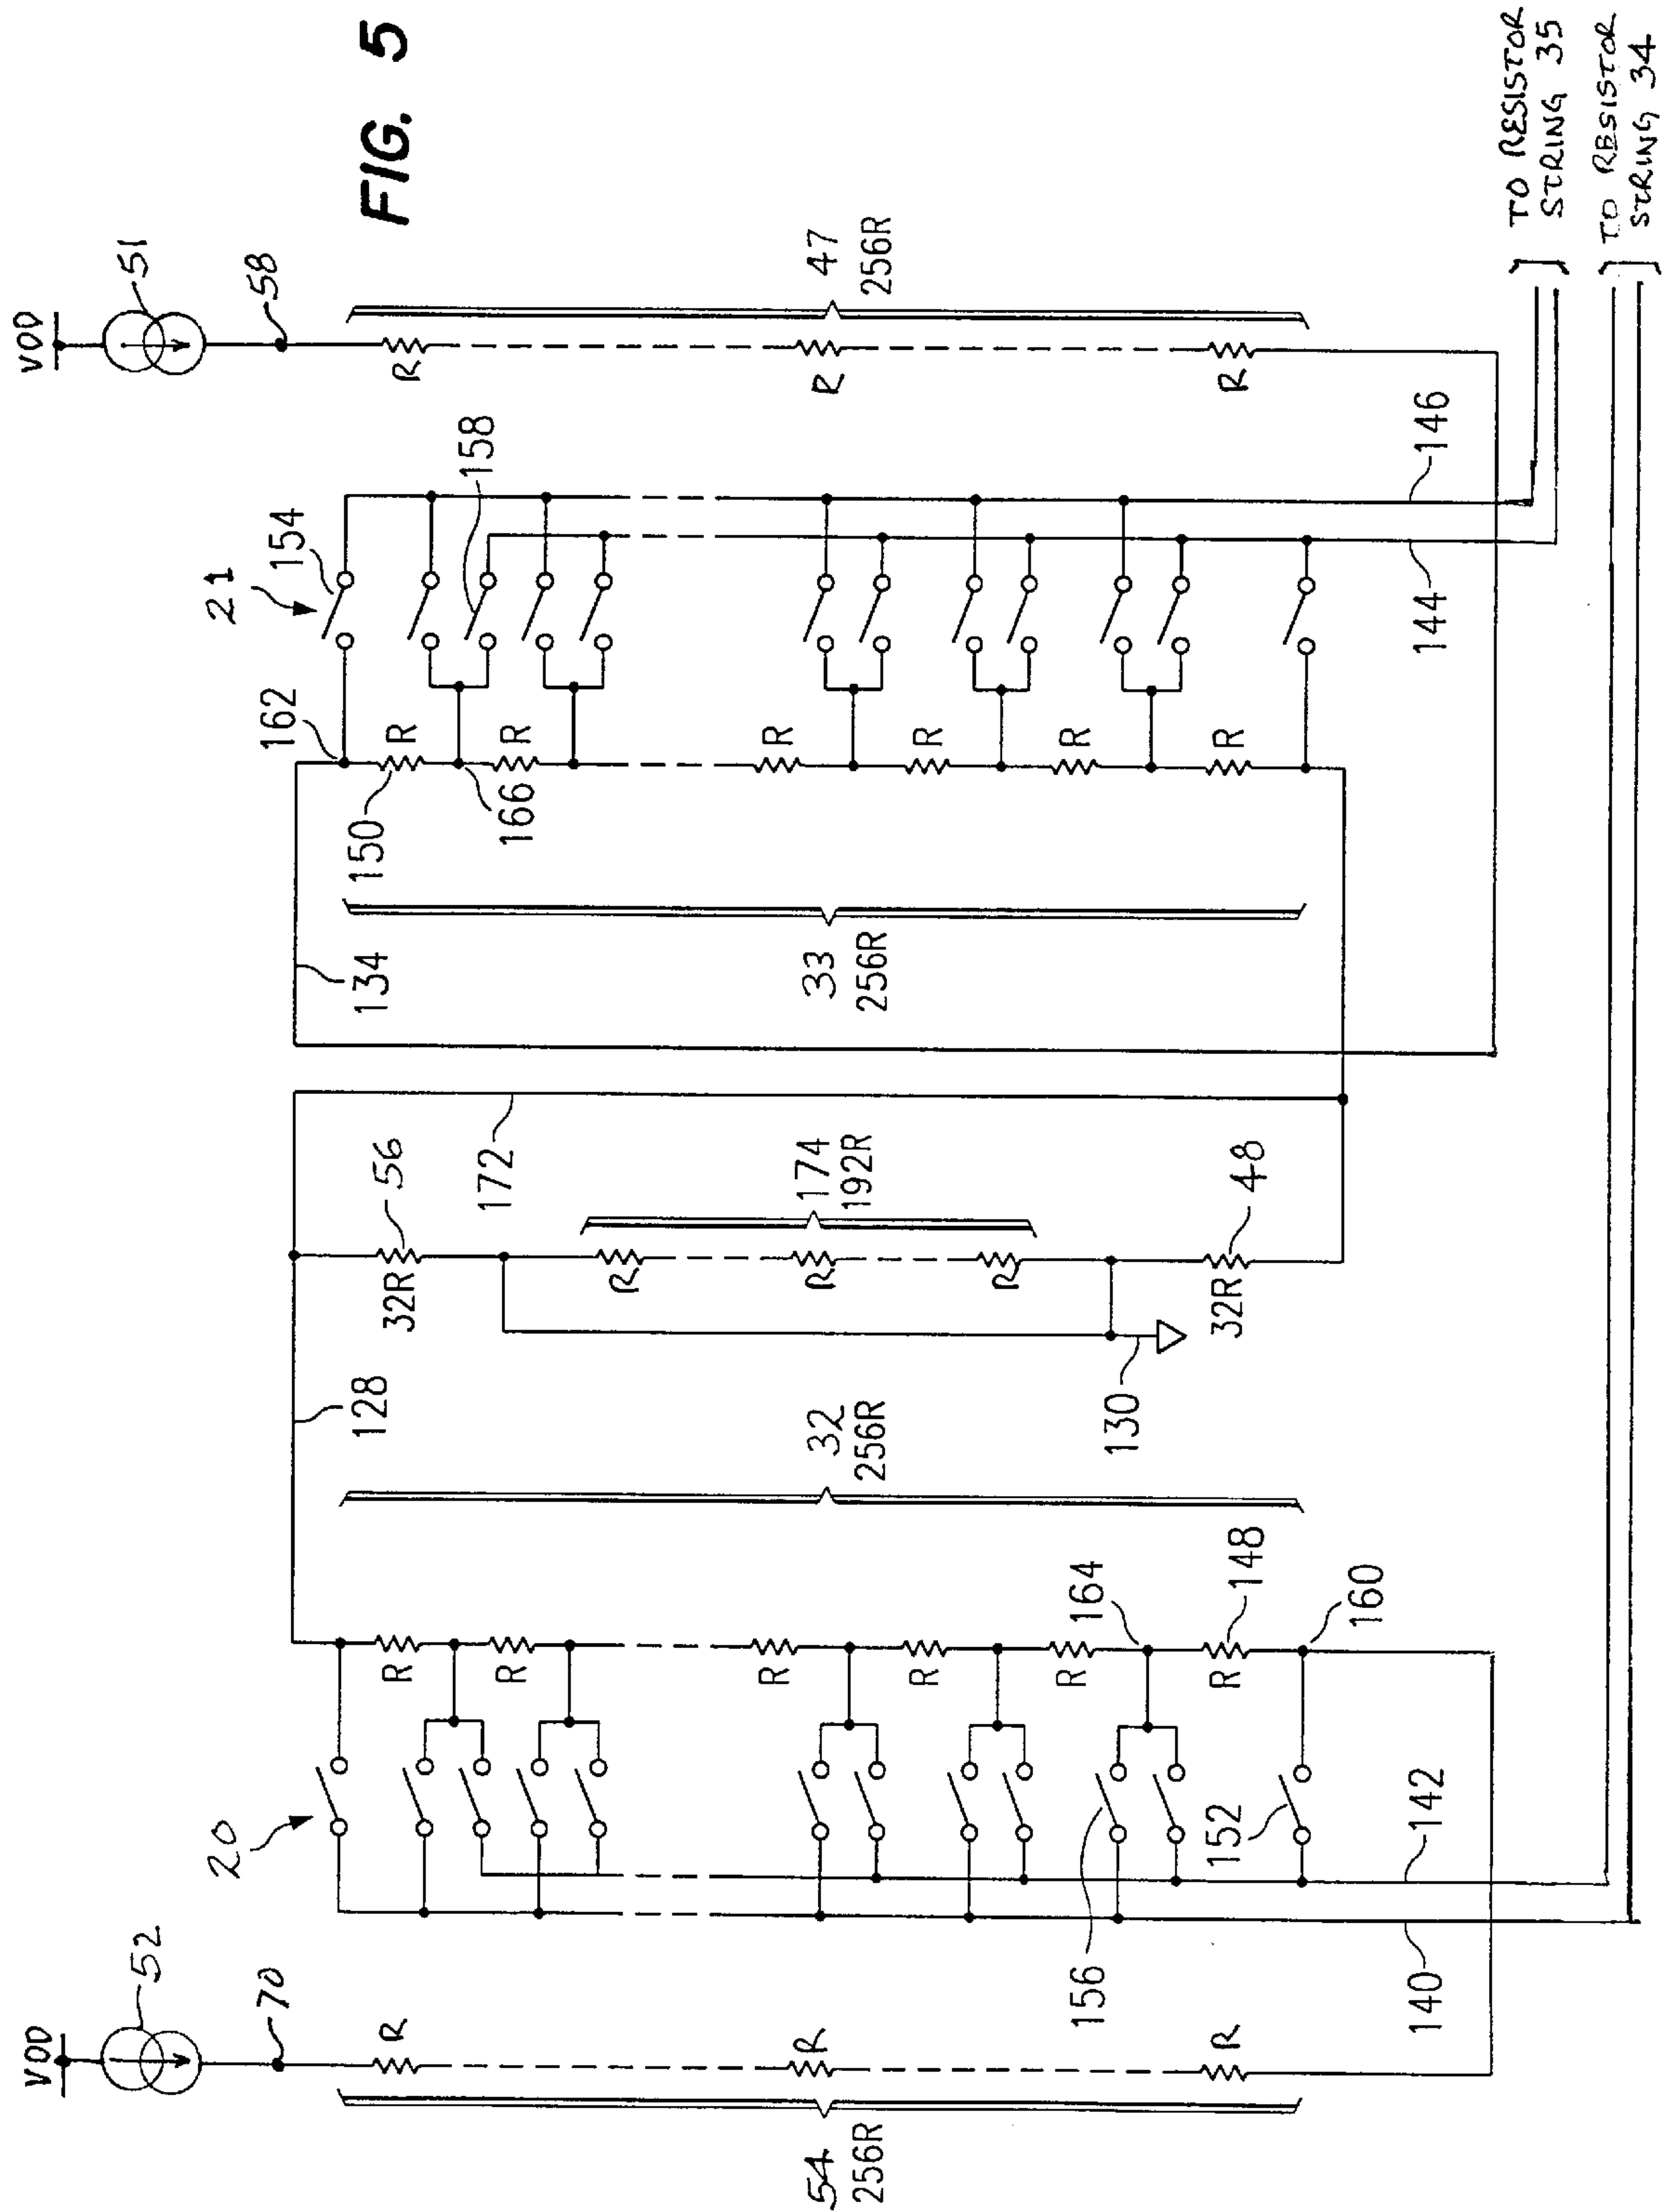 FIG. 5
VDD
52
70
R
R
R
54
256R
20
140
142
156
152
160
164
148
R
R
R
R
R
R
32
256R
128
130
56
32R
174
192R
R
R
R
48
32R
172
134
33
256R
21
154
162
150
166
158
R
R
R
R
R
R
144
146
VDD
51
58
R
R
R
47
256R
TO RESISTOR
STRING 35
TO RESISTOR
STRING 34